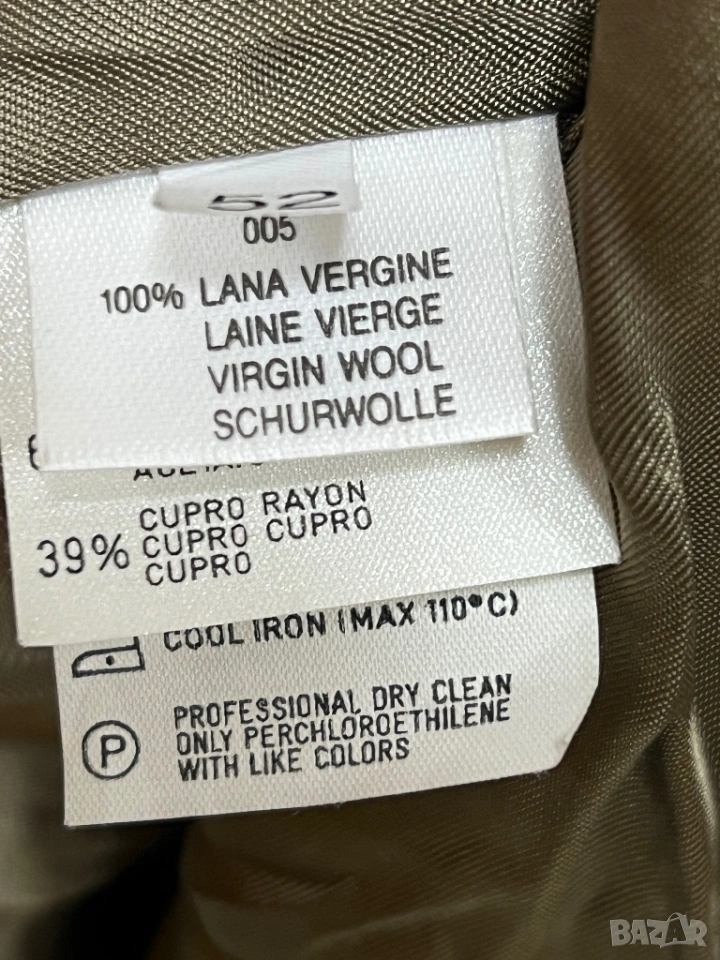 52
005
100% LANA VERGINE
LAINE VIERGE
VIRGIN WOOL
SCHURWOLLE
CUPRO RAYON
39% CUPRO CUPRO
CUPRO
COOL IRON (MAX 110°C)
P PROFESSIONAL DRY CLEAN
ONLY PERCHLOROETHILENE
WITH LIKE COLORS
BAZAR